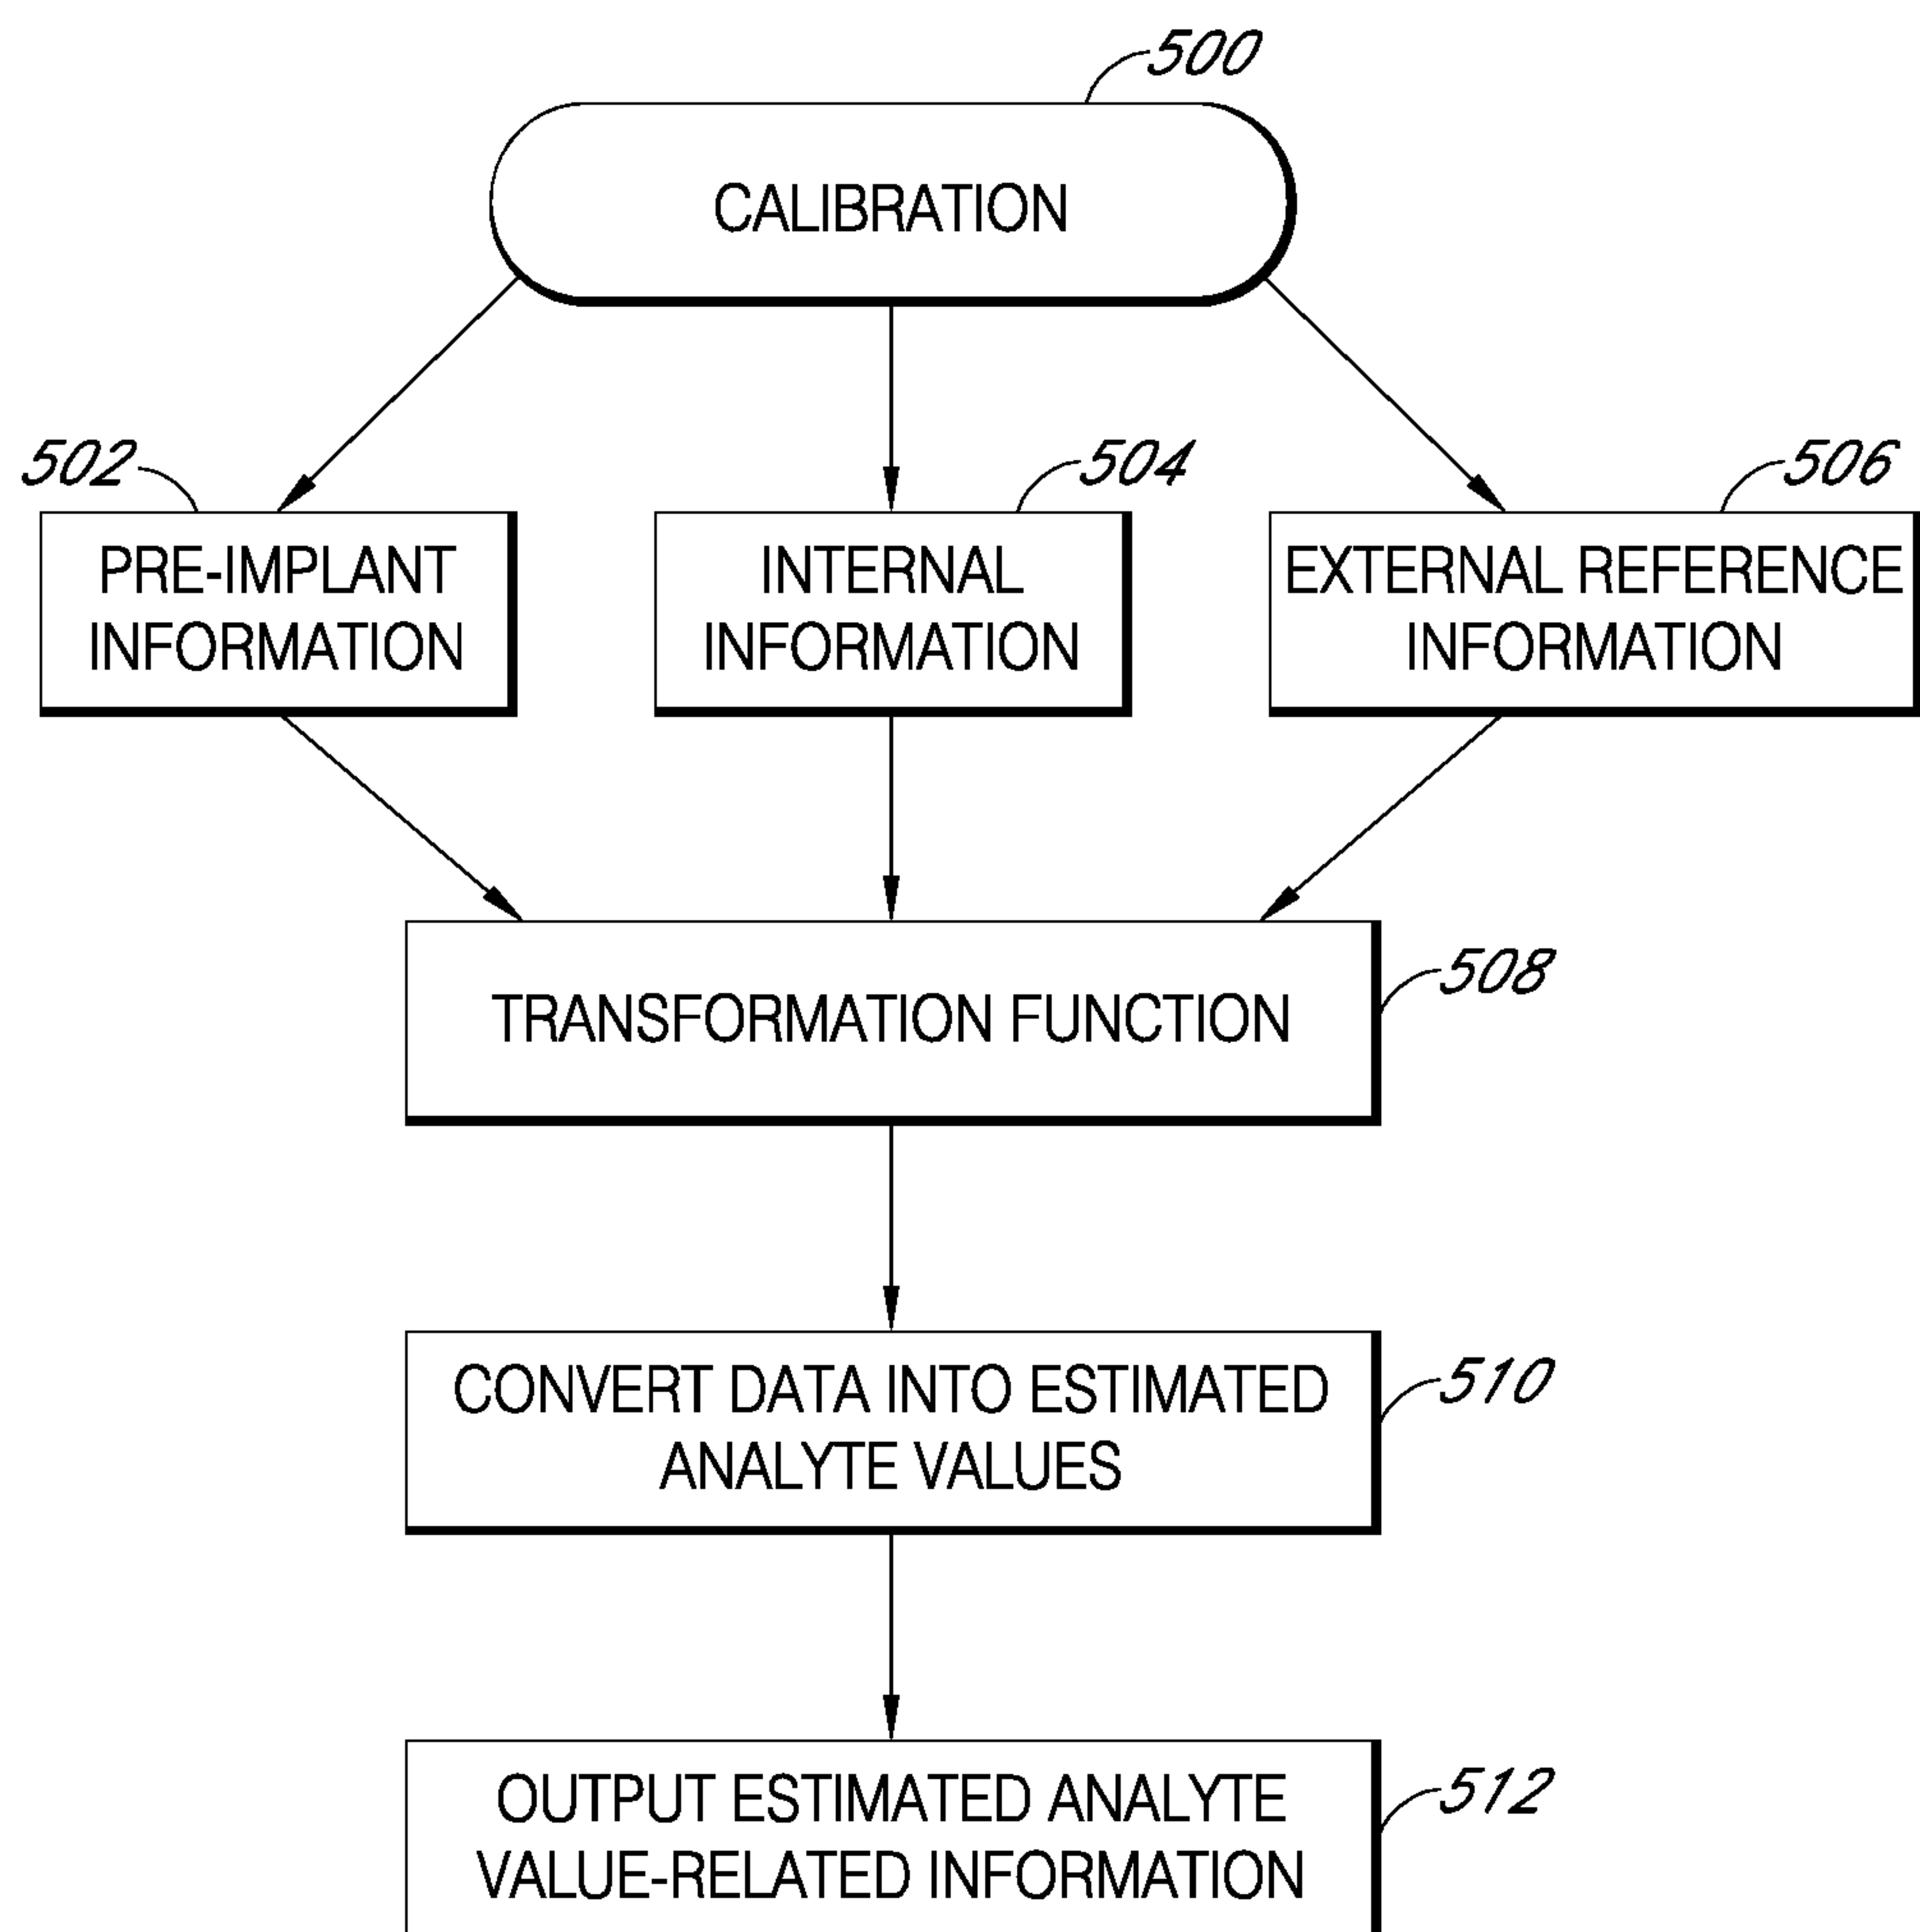 500
CALIBRATION
502
504
506
PRE-IMPLANT
INFORMATION
INTERNAL
INFORMATION
EXTERNAL REFERENCE
INFORMATION
TRANSFORMATION FUNCTION
508
CONVERT DATA INTO ESTIMATED
ANALYTE VALUES
510
OUTPUT ESTIMATED ANALYTE
VALUE-RELATED INFORMATION
512